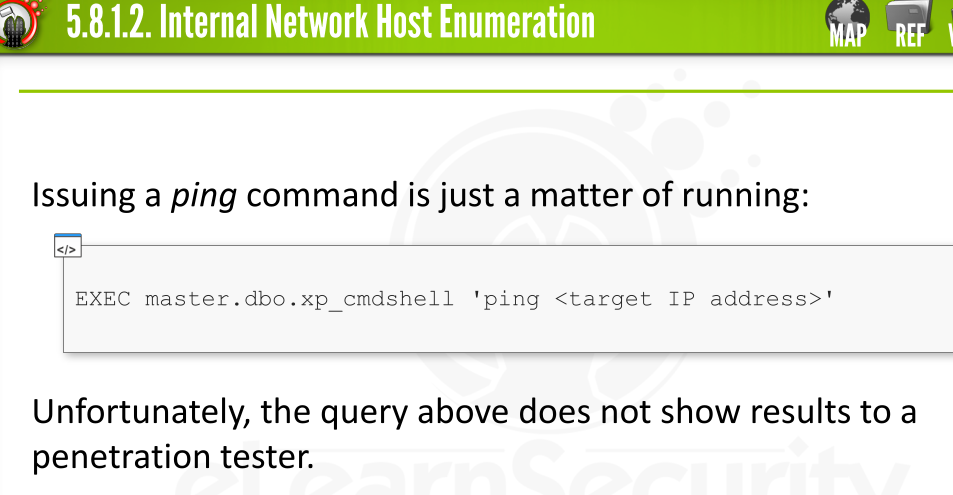 5.8.1.2. Internal Network Host Enumeration
MAP REF
Issuing a ping command is just a matter of running:
</>
EXEC master.dbo.xp_cmdshell 'ping <target IP address>'
Unfortunately, the query above does not show results to a
penetration tester.
eLearnSecurity